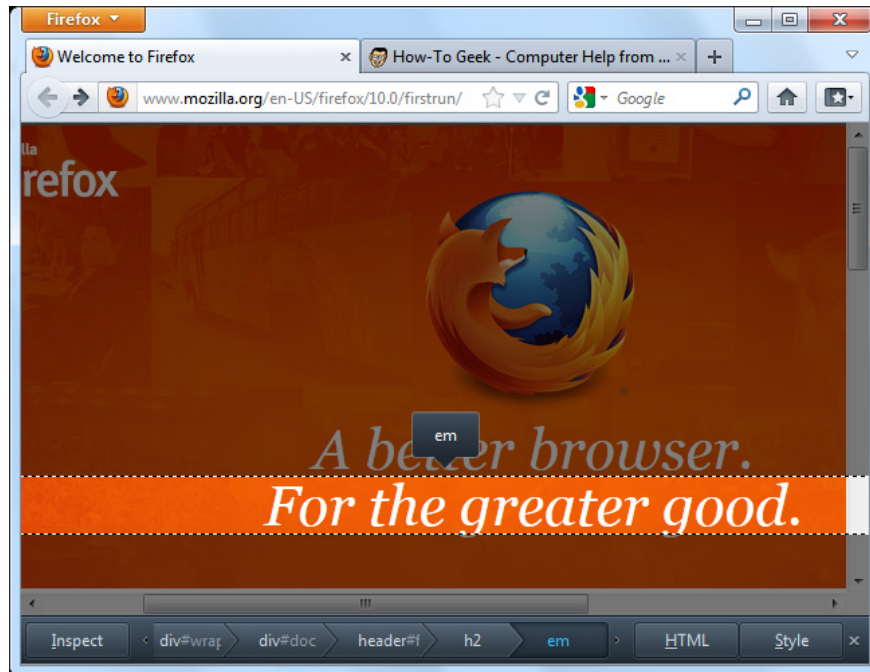 Firefox
Welcome to Firefox
How-To Geek - Computer Help from ...
www.mozilla.org/en-US/firefox/10.0/firstrun/
Google
lla
refox
em
A better browser.
For the greater good.
Inspect
div#wrap
div#doc
header#f
h2
em
HTML
Style